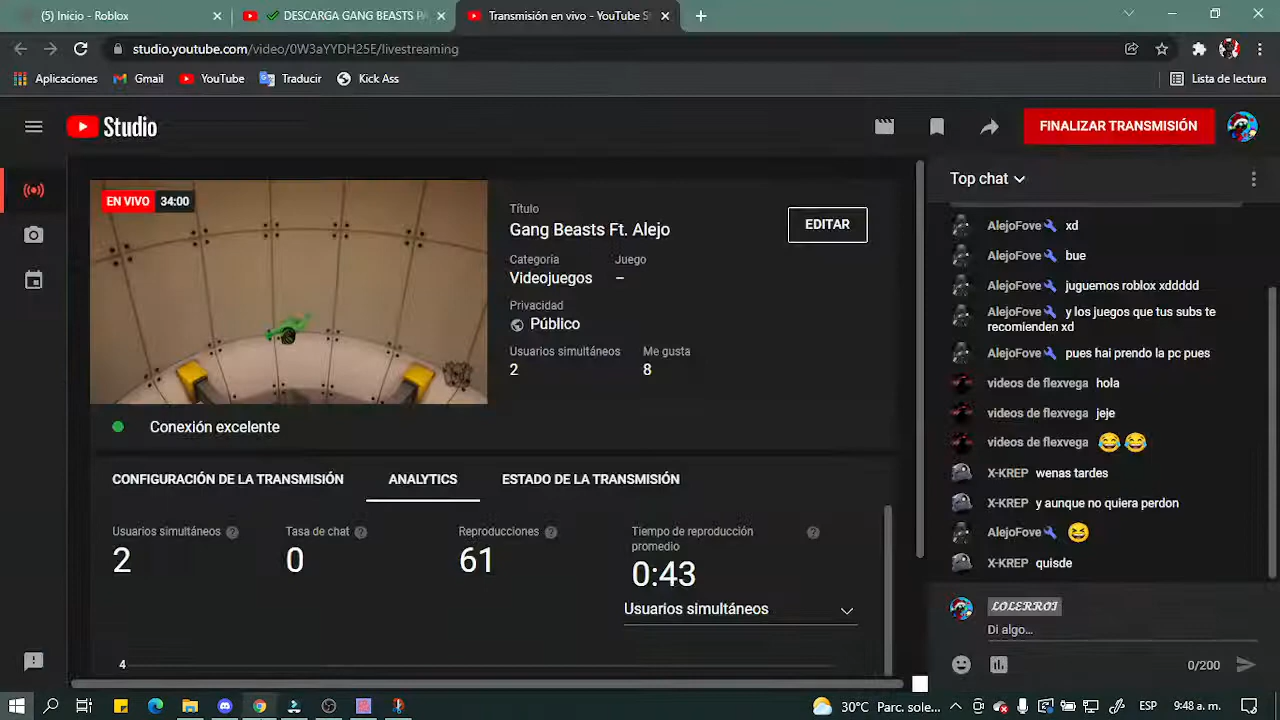 (5) Inicio - Roblox
DESCARGA GANG BEASTS PA
Transmisión en vivo - YouTube S
studio.youtube.com/video/0W3aYYDH25E/livestreaming
Aplicaciones
Gmail
YouTube
Traducir
Kick Ass
Lista de lectura
Studio
FINALIZAR TRANSMISIÓN
EN VIVO 34:00
Título
Gang Beasts Ft. Alejo
EDITAR
Categoría
Juego
Videojuegos
–
Privacidad
Público
Usuarios simultáneos
Me gusta
2
8
Conexión excelente
CONFIGURACIÓN DE LA TRANSMISIÓN
ANALYTICS
ESTADO DE LA TRANSMISIÓN
Usuarios simultáneos
2
Tasa de chat
0
Reproducciones
61
Tiempo de reproducción
promedio
0:43
Usuarios simultáneos
4
Top chat
AlejoFove xd
AlejoFove bue
AlejoFove juguemos roblox xddddd
AlejoFove y los juegos que tus subs te
recomienden xd
AlejoFove pues hai prendo la pc pues
videos de flexvega hola
videos de flexvega jeje
videos de flexvega 😂😂
X-KREP wenas tardes
X-KREP y aunque no quiera perdon
AlejoFove 😆
X-KREP quisde
𝓛𝓞𝓛𝓔𝓡𝓡𝓞𝓘
Di algo...
0/200
30°C Parc. sole...
ESP
9:48 a. m.